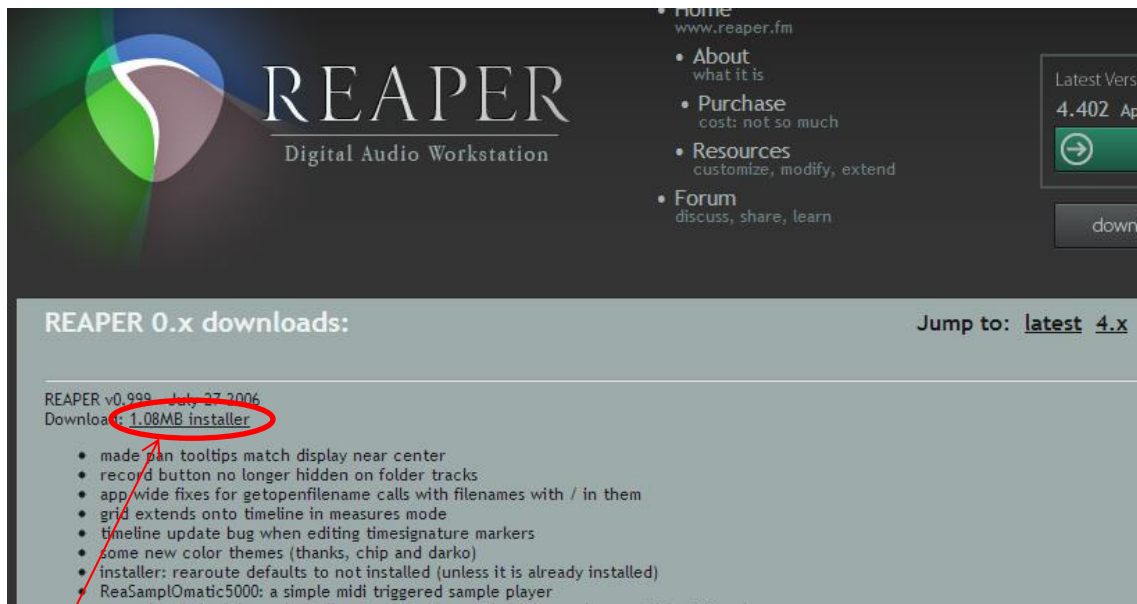 REAPER
Digital Audio Workstation
• Home
www.reaper.fm
• About
what it is
• Purchase
cost: not so much
• Resources
customize, modify, extend
• Forum
discuss, share, learn
Latest Vers
4.402 Ap
down
REAPER 0.x downloads:
Jump to: latest 4.x
REAPER v0.999 - July 27 2006
Download: 1.08MB installer
• made pan tooltips match display near center
• record button no longer hidden on folder tracks
• app wide fixes for getopenfilename calls with filenames with / in them
• grid extends onto timeline in measures mode
• timeline update bug when editing timesignature markers
• some new color themes (thanks, chip and darko)
• installer: rearoute defaults to not installed (unless it is already installed)
• ReaSamplOmatic5000: a simple midi triggered sample player